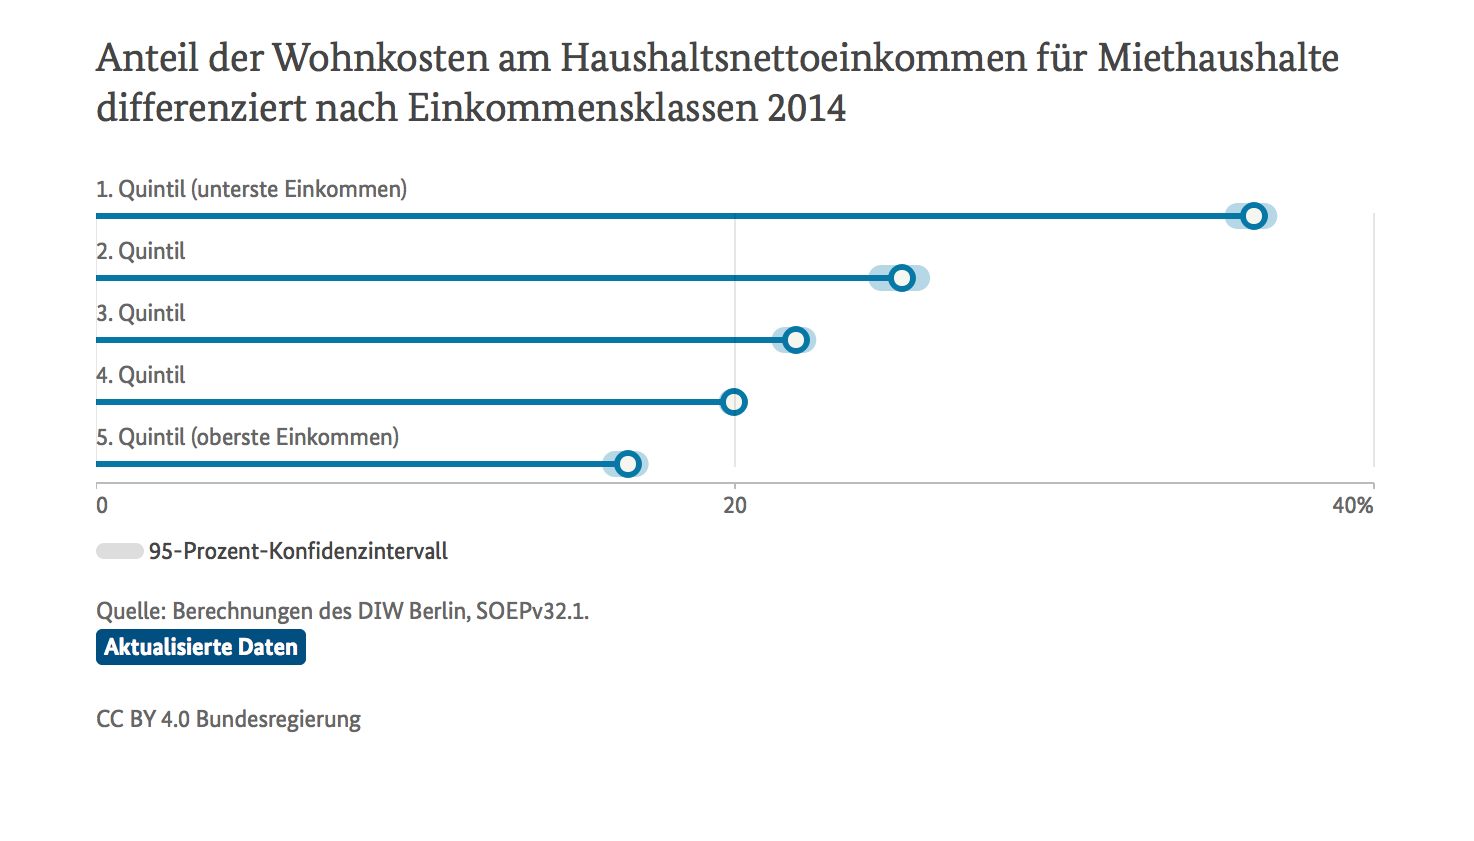 Anteil der Wohnkosten am Haushaltsnettoeinkommen für Miethaushalte
differenziert nach Einkommensklassen 2014
1. Quintil (unterste Einkommen)
2. Quintil
3. Quintil
4. Quintil
5. Quintil (oberste Einkommen)
0 20 40%
95-Prozent-Konfidenzintervall
Quelle: Berechnungen des DIW Berlin, SOEPv32.1.
Aktualisierte Daten
CC BY 4.0 Bundesregierung